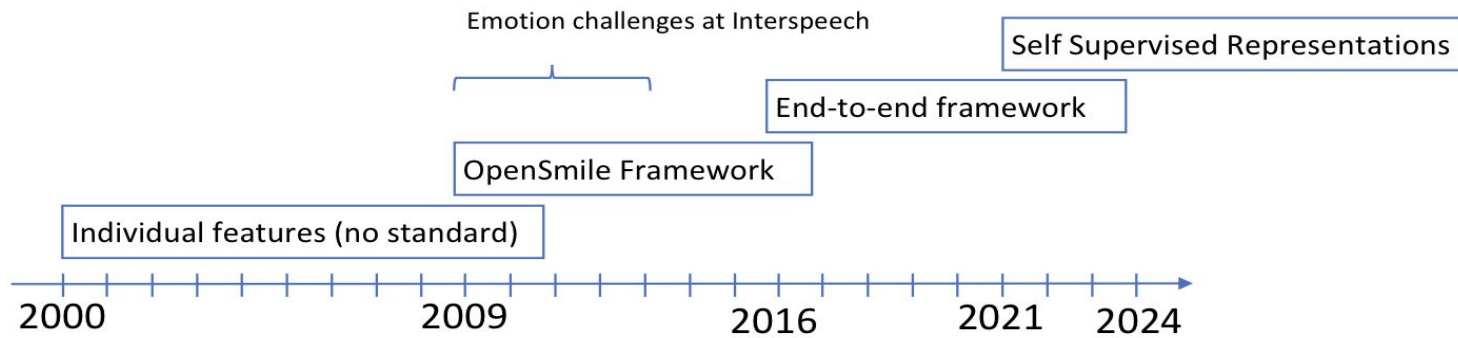 Emotion challenges at Interspeech
Self Supervised Representations
End-to-end framework
OpenSmile Framework
Individual features (no standard)
2000
2009
2016
2021
2024